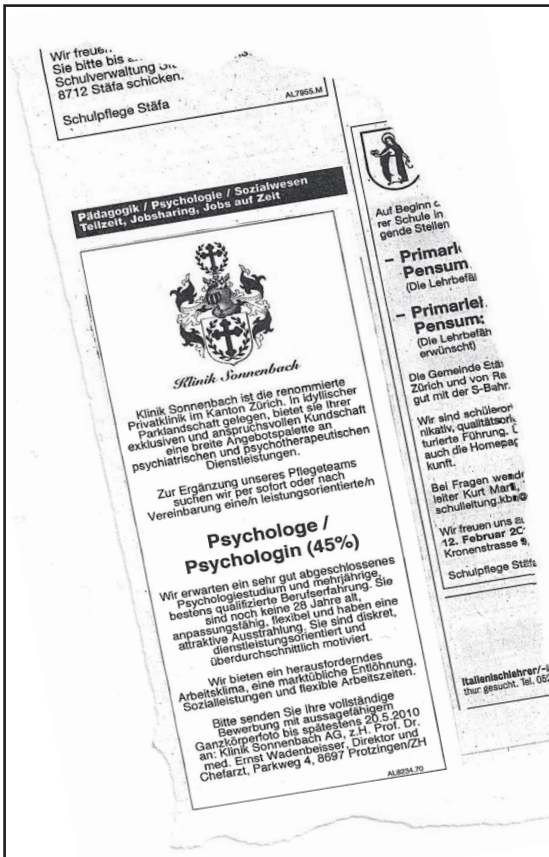 Wir freuen
Sie bitte bis
Schulverwaltung
8712 Stäfa schicken.
Schulpflege Stäfa
AL7955.M
Pädagogik / Psychologie / Sozialwesen
Teilzeit, Jobsharing, Jobs auf Zeit
Klinik Sonnenbach
Klinik Sonnenbach ist die renommierte
Privatklinik im Kanton Zürich. In idyllischer
Parklandschaft gelegen, bietet sie ihrer
exklusiven und anspruchsvollen Kundschaft
eine breite Angebotspalette an
psychiatrischen und psychotherapeutischen
Dienstleistungen.
Zur Ergänzung unseres Pflegeteams
suchen wir per sofort oder nach
Vereinbarung eine/n leistungsorientierte/n
Psychologe /
Psychologin (45%)
Wir erwarten ein sehr gut abgeschlossenes
Psychologiestudium und mehrjährige,
bestens qualifizierte Berufserfahrung. Sie
sind noch keine 28 Jahre alt,
anpassungsfähig, flexibel und haben eine
attraktive Ausstrahlung. Sie sind diskret,
dienstleistungsorientiert und
überdurchschnittlich motiviert.
Wir bieten ein herausforderndes
Arbeitsklima, eine marktübliche Entlöhnung,
Sozialleistungen und flexible Arbeitszeiten.
Bitte senden Sie Ihre vollständige
Bewerbung mit aussagefähigem
Ganzkörperfoto bis spätestens 20.5.2010
an: Klinik Sonnenbach AG, z.H. Prof. Dr.
med. Ernst Wadenbeisser, Direktor und
Chefarzt, Parkweg 4, 8697 Protzingen/ZH
AL8234.70
Auf Beginn
rer Schule in
gende Stellen
– Primarl
Pensum
(Die Lehrbefäh
– Primarleh
Pensum:
(Die Lehrbefäh
erwünscht)
Die Gemeinde Stä
Zürich und von Ra
gut mit der S-Bahn.
Wir sind schüleror
nikativ, qualitätsori
turierte Führung.
auch die Homepag
kunft.
Bei Fragen wende
leiter Kurt Marti,
Wir freuen uns
12. Februar
Kronenstrasse
Schulpflege Stäfa
Italienischlehrer/-i
thur gesucht. Tel.